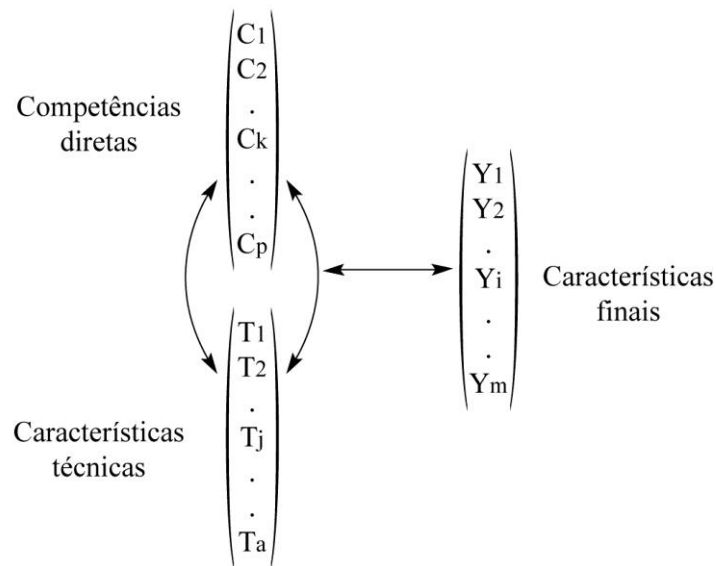 Competências
diretas
C1
C2
.
Ck
.
.
Cp
Características
técnicas
T1
T2
.
Tj
.
.
Ta
Y1
Y2
.
Yi
.
.
Ym
Características
finais